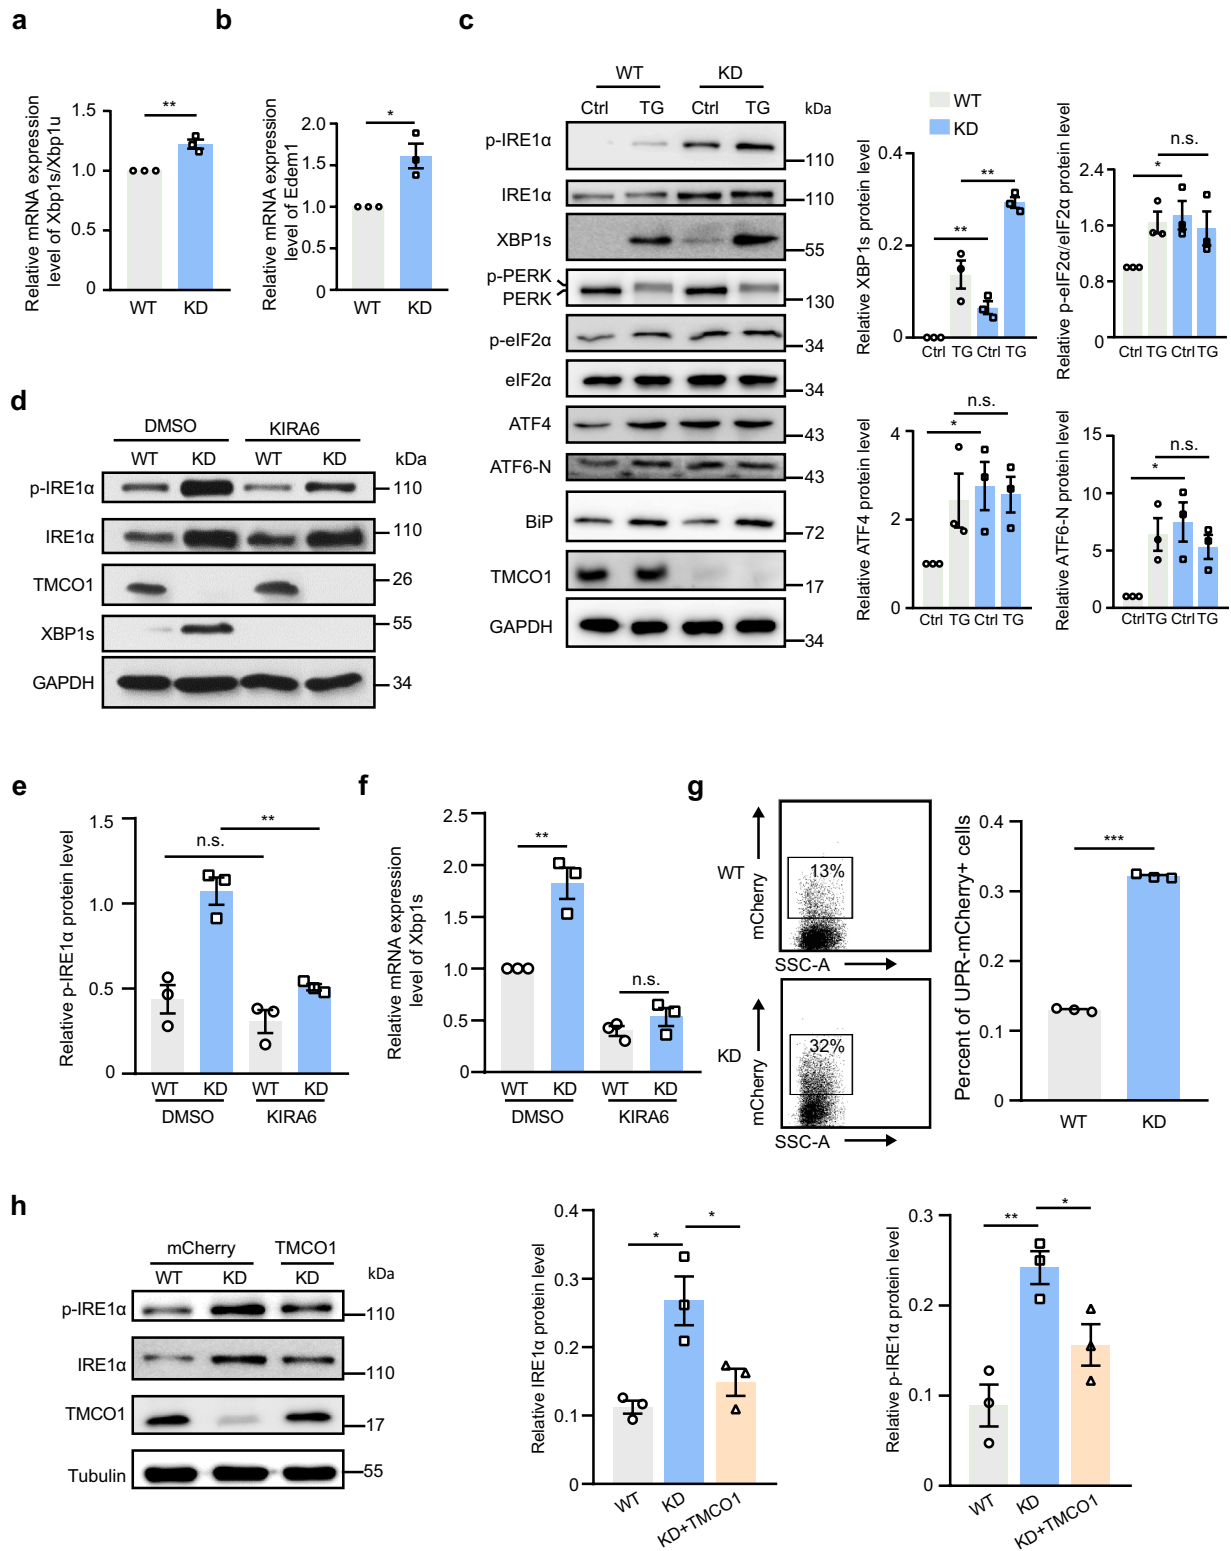 a
Relative mRNA expression
level of Xbp1s/Xbp1u
1.5
1.0
0.5
0
**
WT KD
b
Relative mRNA expression
level of Edem1
2.0
1.5
1.0
0.5
0
*
WT KD
c
WT KD
Ctrl TG Ctrl TG kDa
p-IRE1α 110
IRE1α 110
XBP1s 55
p-PERK
PERK 130
p-eIF2α 34
eIF2α 34
ATF4 43
ATF6-N 43
BiP 72
TMCO1 17
GAPDH 34
WT
KD
Relative XBP1s protein level
0.4
0.2
0
**
**
Ctrl TG Ctrl TG
Relative p-eIF2α/eIF2α protein level
2.4
1.6
0.8
0
n.s.
*
Ctrl TG Ctrl TG
Relative ATF4 protein level
4
2
0
n.s.
*
Ctrl TG Ctrl TG
Relative ATF6-N protein level
15
10
5
0
n.s.
*
Ctrl TG Ctrl TG
d
DMSO KIRA6
WT KD WT KD kDa
p-IRE1α 110
IRE1α 110
TMCO1 26
XBP1s 55
GAPDH 34
e
Relative p-IRE1α protein level
1.5
1.0
0.5
0
n.s.
**
WT KD WT KD
DMSO KIRA6
f
Relative mRNA expression
level of Xbp1s
2.5
2.0
1.5
1.0
0.5
0
**
n.s.
WT KD WT KD
DMSO KIRA6
g
WT
mCherry
13%
SSC-A
KD
mCherry
32%
SSC-A
Percent of UPR-mCherry+ cells
0.4
0.3
0.2
0.1
0
***
WT KD
h
mCherry TMCO1
WT KD KD kDa
p-IRE1α 110
IRE1α 110
TMCO1 17
Tubulin 55
Relative IRE1α protein level
0.4
0.3
0.2
0.1
0
*
*
WT KD KD+TMCO1
Relative p-IRE1α protein level
0.3
0.2
0.1
0
**
*
WT KD KD+TMCO1